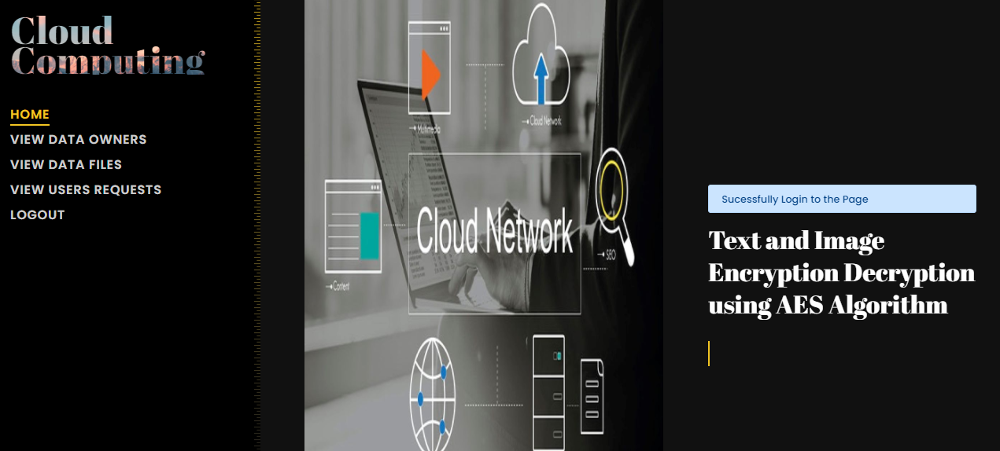 Cloud
Computing
HOME
VIEW DATA OWNERS
VIEW DATA FILES
VIEW USERS REQUESTS
LOGOUT
Multimedia
Cloud Network
Cloud Network
SEO
Content
Sucessfully Login to the Page
Text and Image
Encryption Decryption
using AES Algorithm